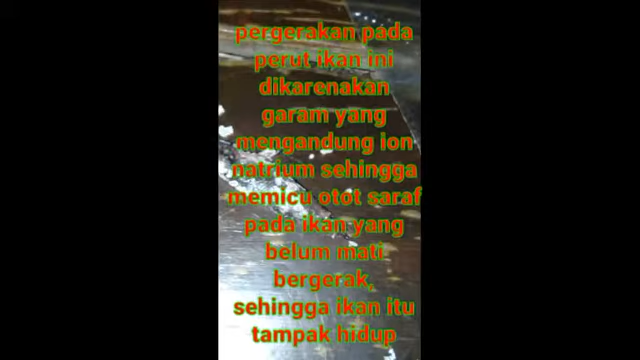 pergerakan pada
perut ikan ini
dikarenakan
garam yang
mengandung ion
natrium sehingga
memicu otot saraf
pada ikan yang
belum mati
bergerak,
sehingga ikan itu
tampak hidup